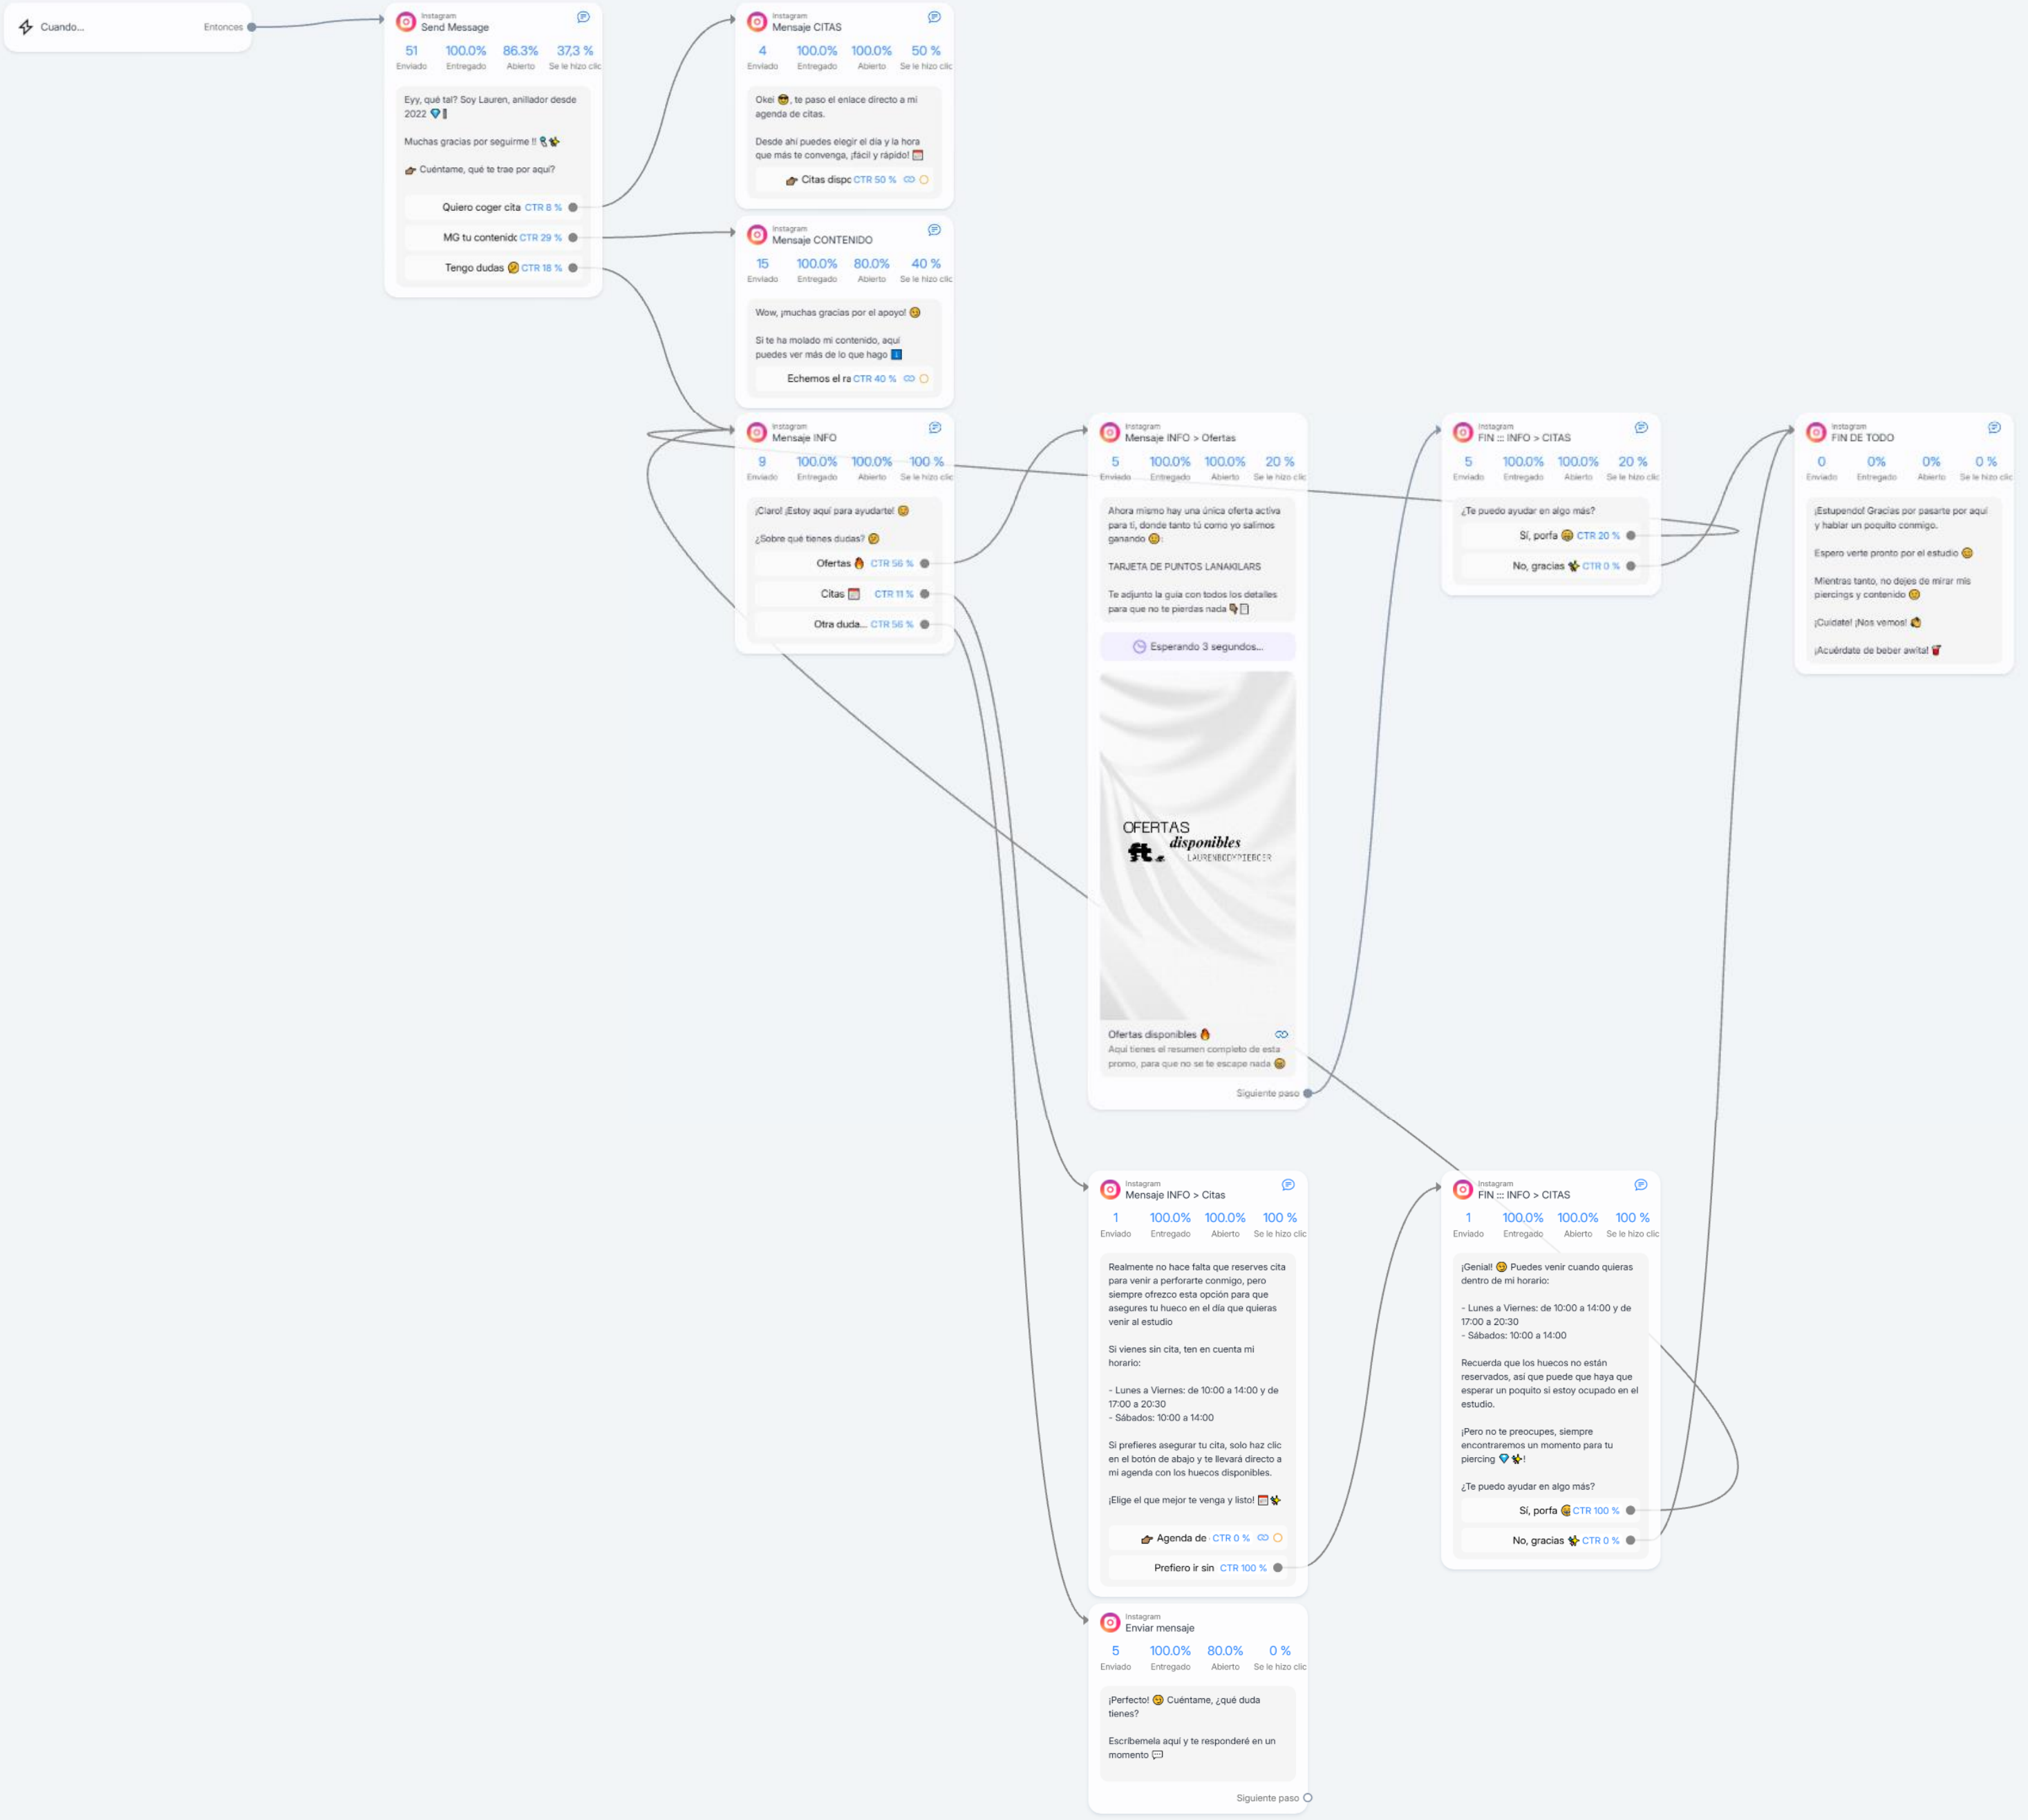 Cuando...
Entonces
Instagram
Send Message
51 100.0% 86.3% 37,3 %
Enviado Entregado Abierto Se le hizo clic
Eyy, qué tal? Soy Lauren, anillador desde
2022 💎
Muchas gracias por seguirme !! ✨
👉🏽 Cuéntame, qué te trae por aquí?
Quiero coger cita CTR 8 %
MG tu contenido CTR 29 %
Tengo dudas 🤔 CTR 18 %
Instagram
Mensaje CITAS
4 100.0% 100.0% 50 %
Enviado Entregado Abierto Se le hizo clic
Okei 😎, te paso el enlace directo a mi
agenda de citas.
Desde ahí puedes elegir el día y la hora
que más te convenga, ¡fácil y rápido! 📅
👉🏽 Citas dispo CTR 50 %
Instagram
Mensaje CONTENIDO
15 100.0% 80.0% 40 %
Enviado Entregado Abierto Se le hizo clic
Wow, ¡muchas gracias por el apoyo!
Si te ha molado mi contenido, aquí
puedes ver más de lo que hago
Echemos el ra CTR 40 %
Instagram
Mensaje INFO
9 100.0% 100.0% 100 %
Enviado Entregado Abierto Se le hizo clic
¡Claro! ¡Estoy aquí para ayudarte!
¿Sobre qué tienes dudas? 🤔
Ofertas 🔥 CTR 56 %
Citas 📅 CTR 11 %
Otra duda... CTR 56 %
Instagram
Mensaje INFO > Ofertas
5 100.0% 100.0% 20 %
Enviado Entregado Abierto Se le hizo clic
Ahora mismo hay una única oferta activa
para ti, donde tanto tú como yo salimos
ganando :
TARJETA DE PUNTOS LANAKILARS
Te adjunto la guía con todos los detalles
para que no te pierdas nada
Esperando 3 segundos...
OFERTAS
disponibles
ft.
LAURENBODYPIERCER
Ofertas disponibles 🔥
Aquí tienes el resumen completo de esta
promo, para que no se te escape nada
Siguiente paso
Instagram
FIN ::: INFO > CITAS
5 100.0% 100.0% 20 %
Enviado Entregado Abierto Se le hizo clic
¿Te puedo ayudar en algo más?
Sí, porfa CTR 20 %
No, gracias ✨ CTR 0 %
Instagram
FIN DE TODO
0 0% 0% 0 %
Enviado Entregado Abierto Se le hizo clic
¡Estupendo! Gracias por pasarte por aquí
y hablar un poquito conmigo.
Espero verte pronto por el estudio
Mientras tanto, no dejes de mirar mis
piercings y contenido
¡Cuídate! ¡Nos vemos!
¡Acuérdate de beber awita!
Instagram
Mensaje INFO > Citas
1 100.0% 100.0% 100 %
Enviado Entregado Abierto Se le hizo clic
Realmente no hace falta que reserves cita
para venir a perforarte conmigo, pero
siempre ofrezco esta opción para que
asegures tu hueco en el día que quieras
venir al estudio
Si vienes sin cita, ten en cuenta mi
horario:
- Lunes a Viernes: de 10:00 a 14:00 y de
17:00 a 20:30
- Sábados: 10:00 a 14:00
Si prefieres asegurar tu cita, solo haz clic
en el botón de abajo y te llevará directo a
mi agenda con los huecos disponibles.
¡Elige el que mejor te venga y listo! 📅✨
👉🏽 Agenda de CTR 0 %
Prefiero ir sin CTR 100 %
Instagram
FIN ::: INFO > CITAS
1 100.0% 100.0% 100 %
Enviado Entregado Abierto Se le hizo clic
¡Genial! Puedes venir cuando quieras
dentro de mi horario:
- Lunes a Viernes: de 10:00 a 14:00 y de
17:00 a 20:30
- Sábados: 10:00 a 14:00
Recuerda que los huecos no están
reservados, así que puede que haya que
esperar un poquito si estoy ocupado en el
estudio.
¡Pero no te preocupes, siempre
encontraremos un momento para tu
piercing 💎✨!
¿Te puedo ayudar en algo más?
Sí, porfa CTR 100 %
No, gracias ✨ CTR 0 %
Instagram
Enviar mensaje
5 100.0% 80.0% 0 %
Enviado Entregado Abierto Se le hizo clic
¡Perfecto! Cuéntame, ¿qué duda
tienes?
Escríbemela aquí y te responderé en un
momento 💬
Siguiente paso